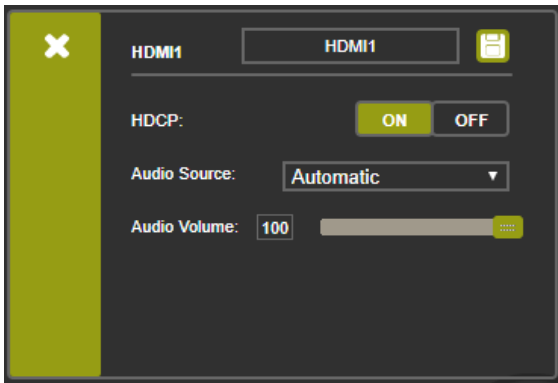 HDMI1 HDMI1
HDCP: ON OFF
Audio Source: Automatic
Audio Volume: 100